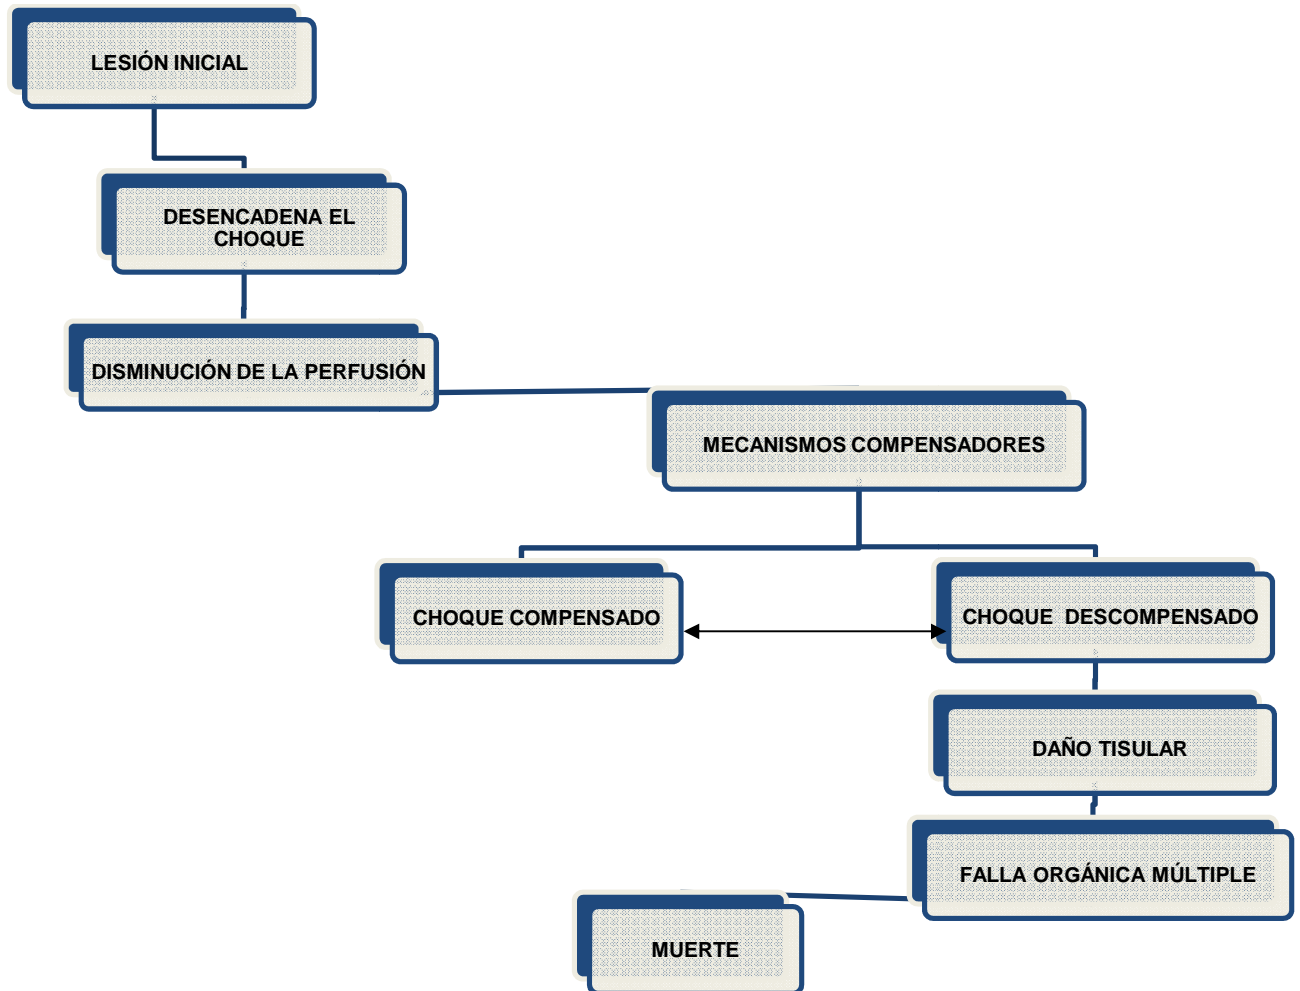 LESIÓN INICIAL
DESENCADENA EL
CHOQUE
DISMINUCIÓN DE LA PERFUSIÓN
MECANISMOS COMPENSADORES
CHOQUE COMPENSADO
CHOQUE DESCOMPENSADO
DAÑO TISULAR
FALLA ORGÁNICA MÚLTIPLE
MUERTE